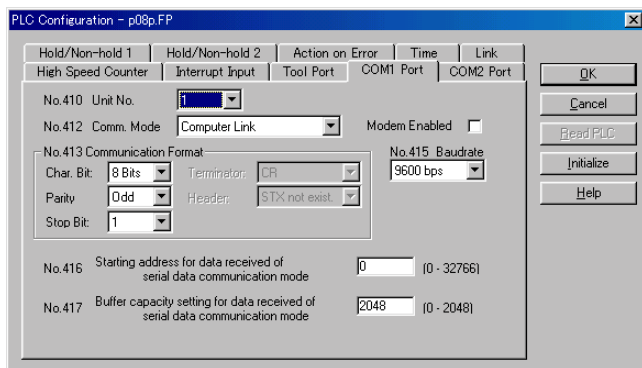 PLC Configuration - p08p.FP
Hold/Non-hold 1 Hold/Non-hold 2 Action on Error Time Link
High Speed Counter Interrupt Input Tool Port COM1 Port COM2 Port
OK
Cancel
Read PLC
Initialize
Help
No.410 Unit No. 1
No.412 Comm. Mode Computer Link Modem Enabled
No.413 Communication Format
Char. Bit: 8 Bits Terminator: CR
Parity Odd Header: STX not exist.
Stop Bit: 1
No.415 Baudrate
9600 bps
No.416 Starting address for data received of
serial data communication mode
0 (0 - 32766)
No.417 Buffer capacity setting for data received of
serial data communication mode
2048 (0 - 2048)